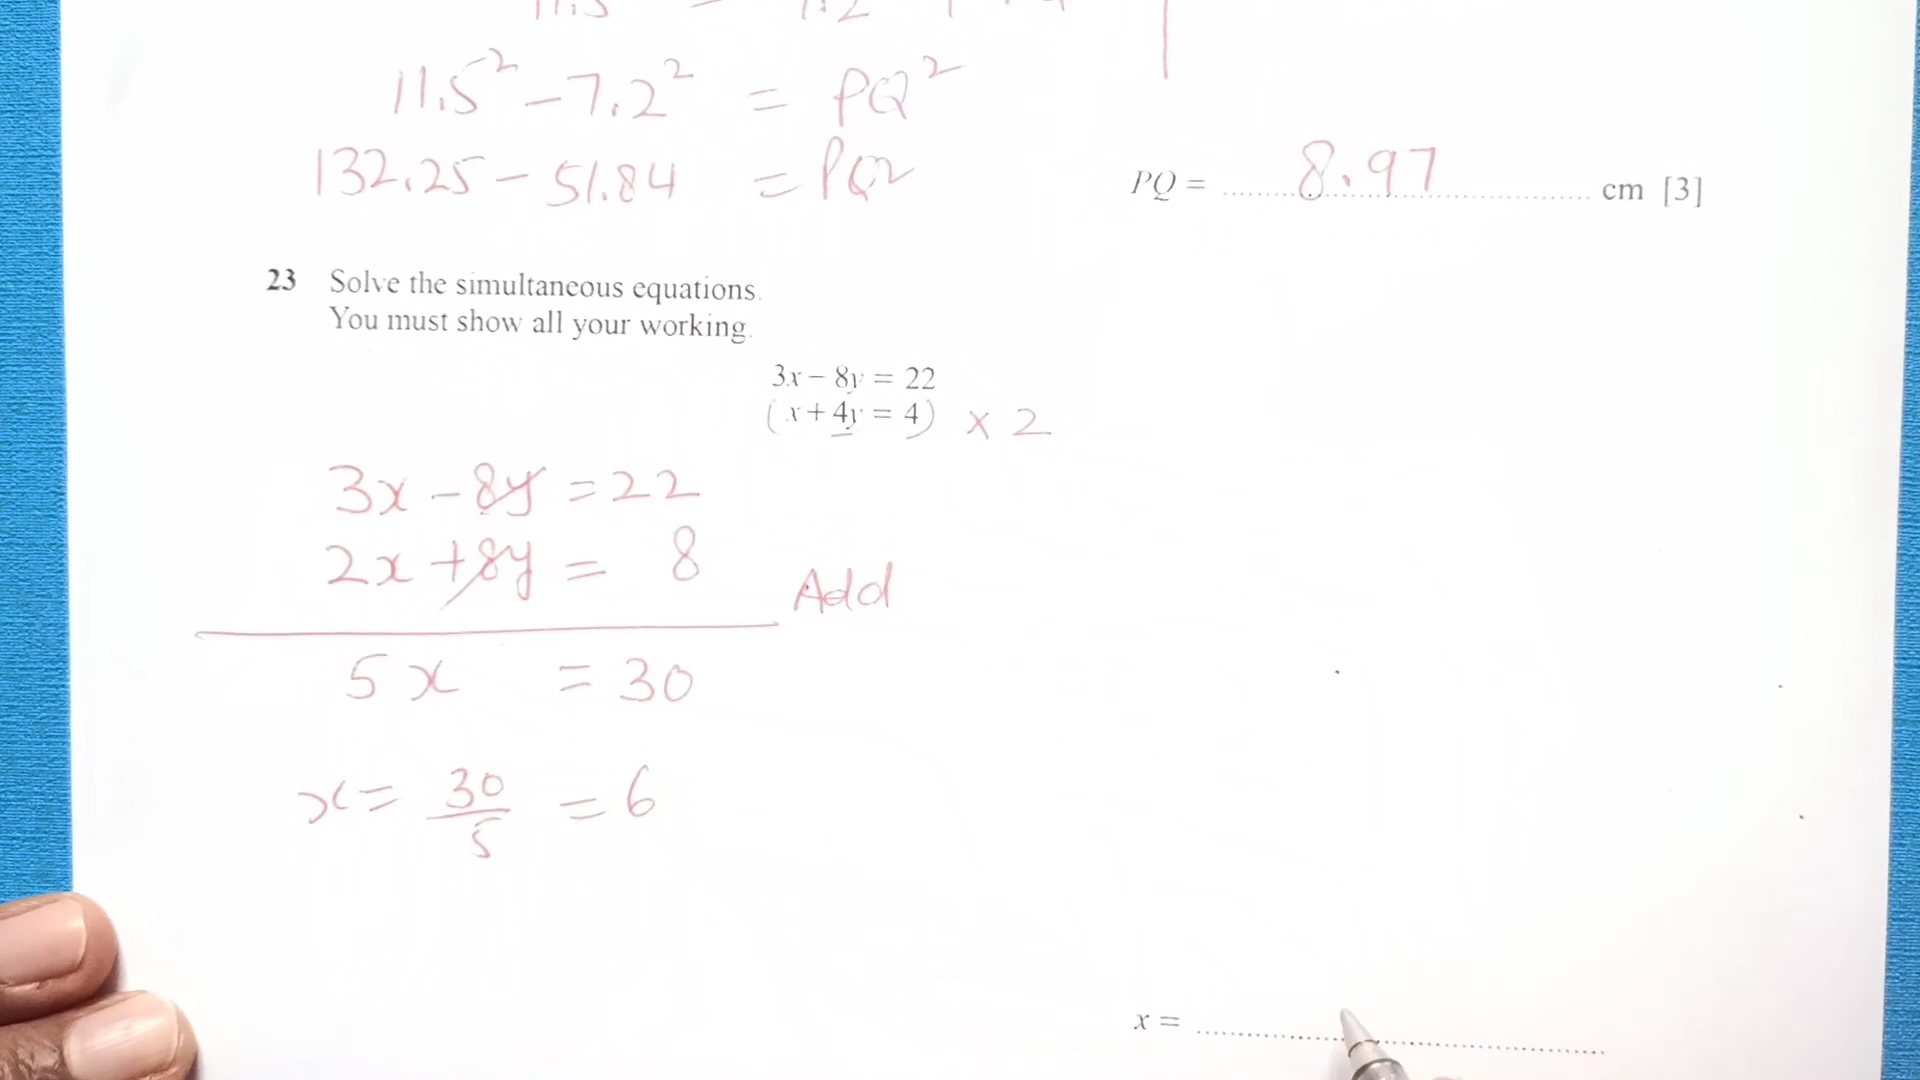 11.5² – 7.2² = PQ²
132.25 – 51.84 = PQ²
PQ = 8.97 cm [3]
23 Solve the simultaneous equations.
You must show all your working.
3x – 8y = 22
( x + 4y = 4 ) × 2
3x – 8y = 22
2x + 8y = 8
Add
5x = 30
x = 30/5 = 6
x =